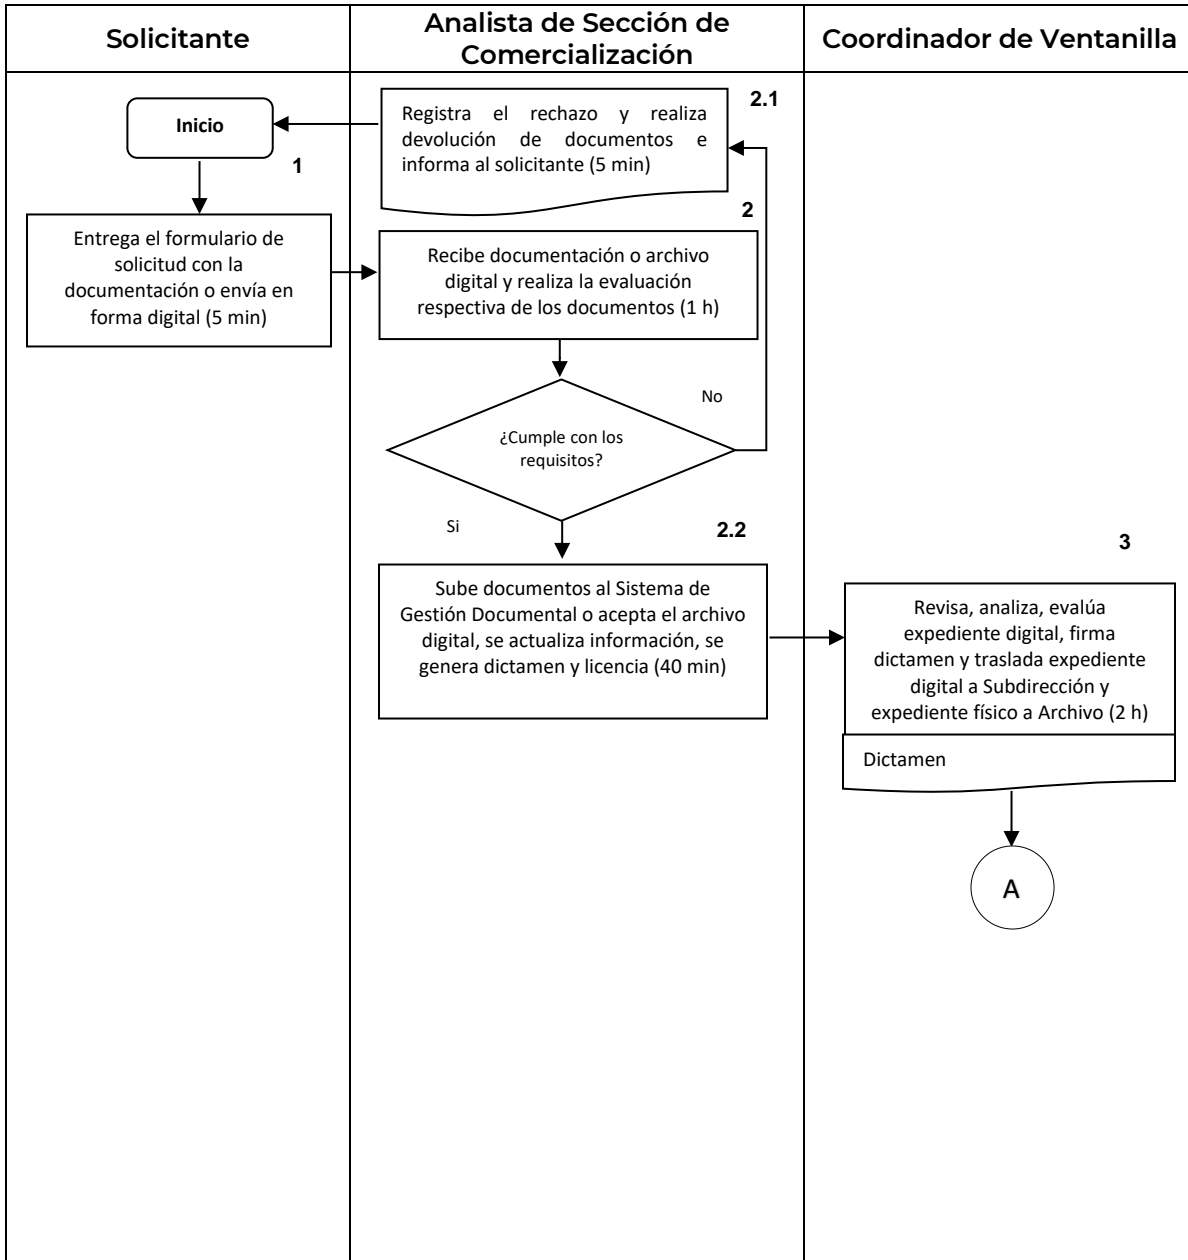 Solicitante
Analista de Sección de
Comercialización
Coordinador de Ventanilla
Inicio
1
Registra el rechazo y realiza
devolución de documentos e
informa al solicitante (5 min)
2.1
Entrega el formulario de
solicitud con la
documentación o envía en
forma digital (5 min)
2
Recibe documentación o archivo
digital y realiza la evaluación
respectiva de los documentos (1 h)
¿Cumple con los
requisitos?
No
Si
2.2
Sube documentos al Sistema de
Gestión Documental o acepta el archivo
digital, se actualiza información, se
genera dictamen y licencia (40 min)
3
Revisa, analiza, evalúa
expediente digital, firma
dictamen y traslada expediente
digital a Subdirección y
expediente físico a Archivo (2 h)
Dictamen
A